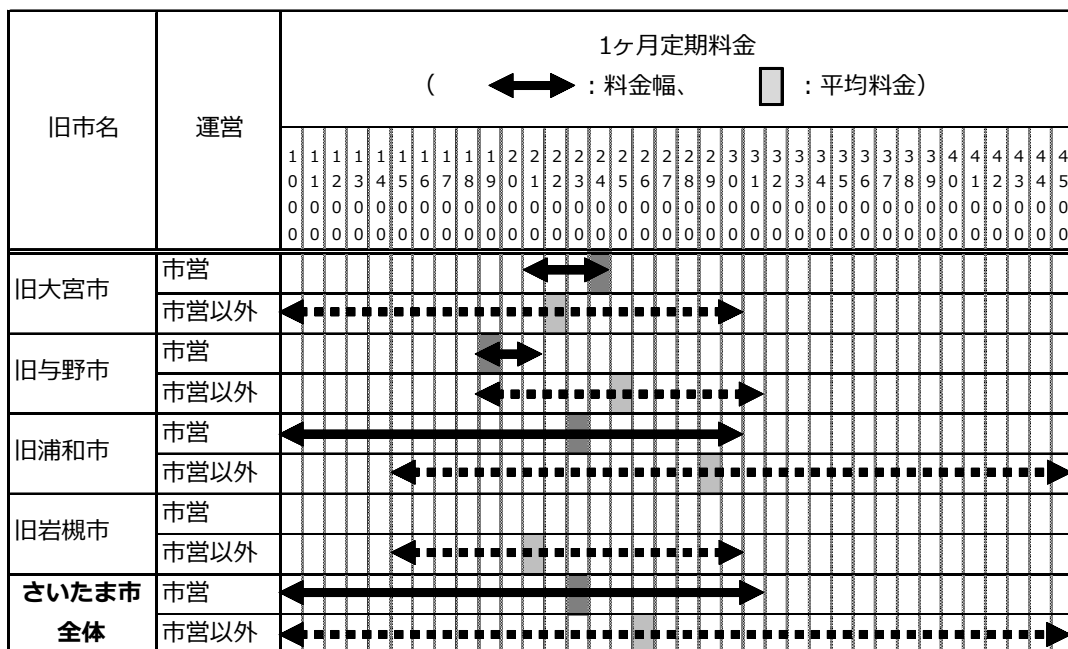 1ヶ月定期料金
( ：料金幅、 ：平均料金)
旧市名 運営
1000 1100 1200 1300 1400 1500 1600 1700 1800 1900 2000 2100 2200 2300 2400 2500 2600 2700 2800 2900 3000 3100 3200 3300 3400 3500 3600 3700 3800 3900 4000 4100 4200 4300 4400 4500
旧大宮市 市営
市営以外
旧与野市 市営
市営以外
旧浦和市 市営
市営以外
旧岩槻市 市営
市営以外
さいたま市 市営
全体 市営以外